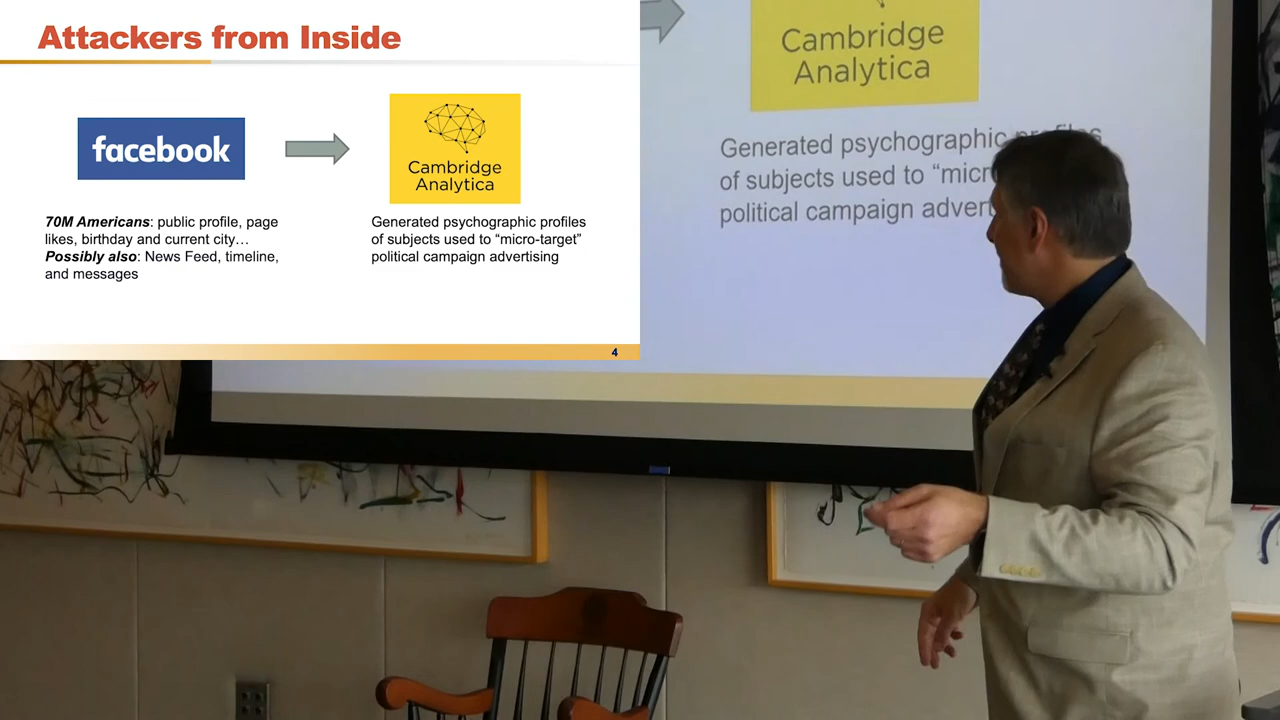 Attackers from Inside
facebook
Cambridge
Analytica
70M Americans: public profile, page
likes, birthday and current city…
Possibly also: News Feed, timeline,
and messages
Generated psychographic profiles
of subjects used to “micro-target”
political campaign advertising
4
Cambridge
Analytica
Generated psychographic profiles
of subjects used to “micr
political campaign advert